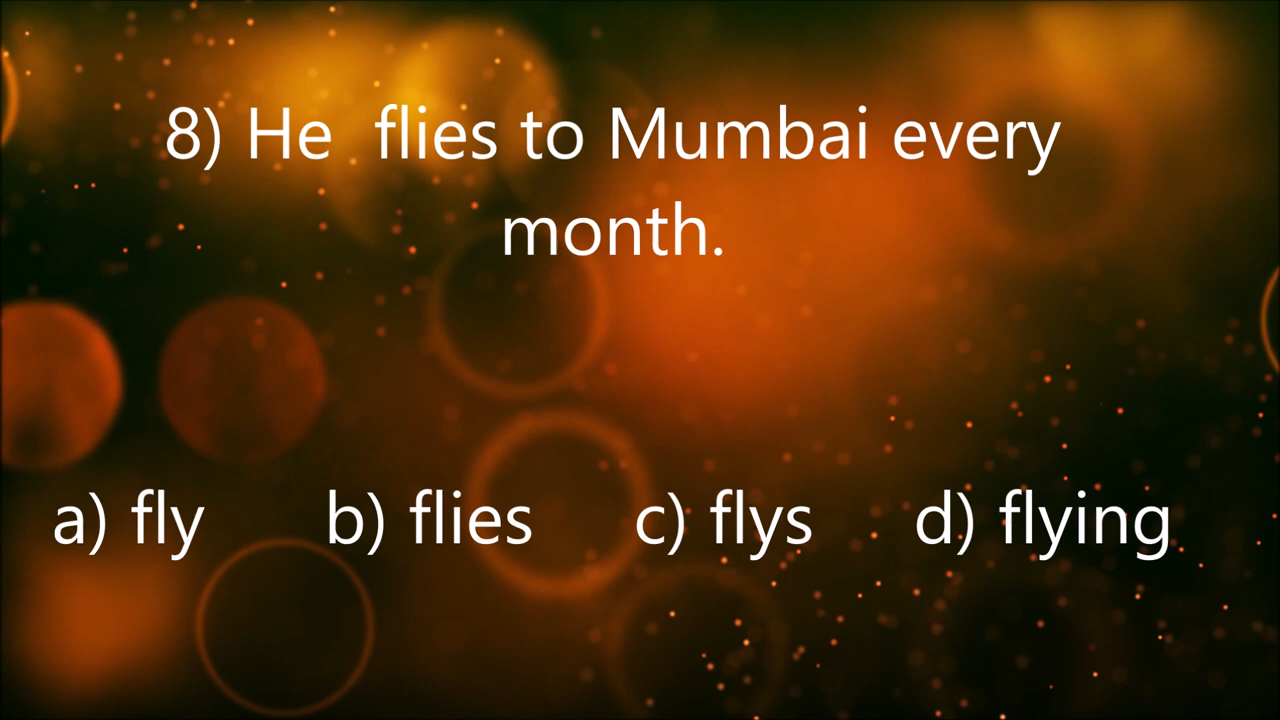 8) He  flies to Mumbai every
month.
a) fly b) flies c) flys d) flying